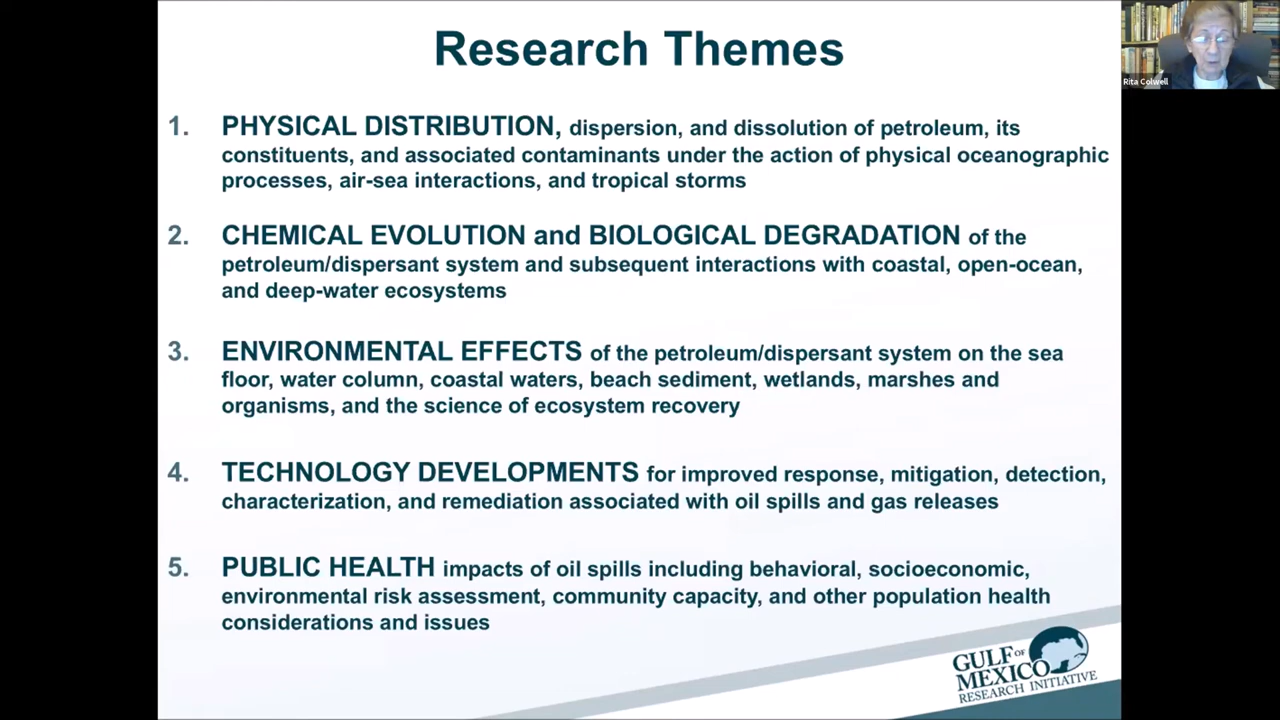 Research Themes
Rita Colwell
1. PHYSICAL DISTRIBUTION, dispersion, and dissolution of petroleum, its
constituents, and associated contaminants under the action of physical oceanographic
processes, air-sea interactions, and tropical storms
2. CHEMICAL EVOLUTION and BIOLOGICAL DEGRADATION of the
petroleum/dispersant system and subsequent interactions with coastal, open-ocean,
and deep-water ecosystems
3. ENVIRONMENTAL EFFECTS of the petroleum/dispersant system on the sea
floor, water column, coastal waters, beach sediment, wetlands, marshes and
organisms, and the science of ecosystem recovery
4. TECHNOLOGY DEVELOPMENTS for improved response, mitigation, detection,
characterization, and remediation associated with oil spills and gas releases
5. PUBLIC HEALTH impacts of oil spills including behavioral, socioeconomic,
environmental risk assessment, community capacity, and other population health
considerations and issues
GULF OF
MEXICO
RESEARCH INITIATIVE